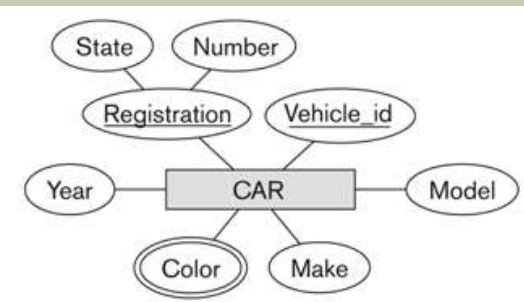 State
Number
Registration
Vehicle_id
Year
CAR
Model
Color
Make